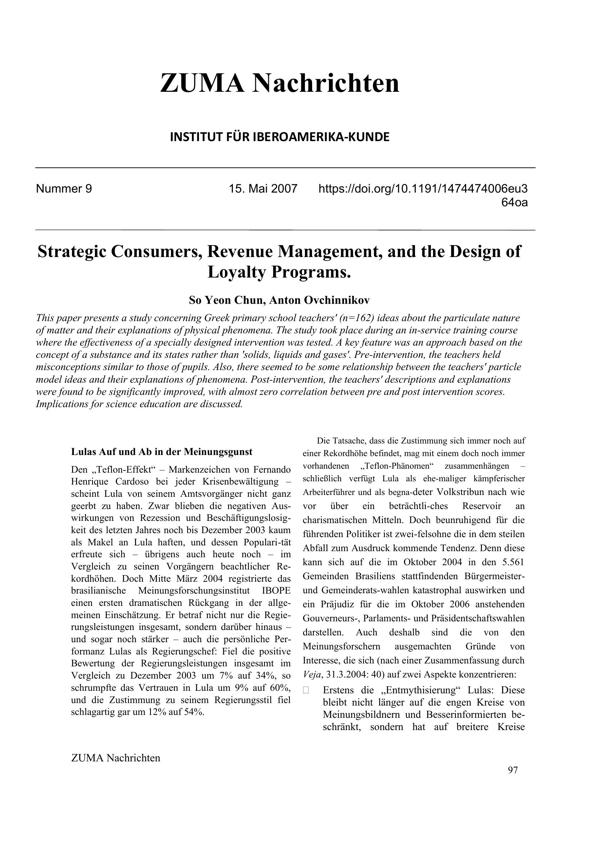 ZUMA Nachrichten
INSTITUT FÜR IBEROAMERIKA-KUNDE
Nummer 9 15. Mai 2007 https://doi.org/10.1191/1474474006eu3
64oa
Strategic Consumers, Revenue Management, and the Design of
Loyalty Programs.
So Yeon Chun, Anton Ovchinnikov
This paper presents a study concerning Greek primary school teachers' (n=162) ideas about the particulate nature
of matter and their explanations of physical phenomena. The study took place during an in-service training course
where the effectiveness of a specially designed intervention was tested. A key feature was an approach based on the
concept of a substance and its states rather than 'solids, liquids and gases'. Pre-intervention, the teachers held
misconceptions similar to those of pupils. Also, there seemed to be some relationship between the teachers' particle
model ideas and their explanations of phenomena. Post-intervention, the teachers' descriptions and explanations
were found to be significantly improved, with almost zero correlation between pre and post intervention scores.
Implications for science education are discussed.
Lulas Auf und Ab in der Meinungsgunst
Den „Teflon-Effekt“ – Markenzeichen von Fernando
Henrique Cardoso bei jeder Krisenbewältigung –
scheint Lula von seinem Amtsvorgänger nicht ganz
geerbt zu haben. Zwar blieben die negativen Aus-
wirkungen von Rezession und Beschäftigungslosig-
keit des letzten Jahres noch bis Dezember 2003 kaum
als Makel an Lula haften, und dessen Populari-tät
erfreute sich – übrigens auch heute noch – im
Vergleich zu seinen Vorgängern beachtlicher Re-
kordhöhen. Doch Mitte März 2004 registrierte das
brasilianische Meinungsforschungsinstitut IBOPE
einen ersten dramatischen Rückgang in der allge-
meinen Einschätzung. Er betraf nicht nur die Regie-
rungsleistungen insgesamt, sondern darüber hinaus –
und sogar noch stärker – auch die persönliche Per-
formanz Lulas als Regierungschef: Fiel die positive
Bewertung der Regierungsleistungen insgesamt im
Vergleich zu Dezember 2003 um 7% auf 34%, so
schrumpfte das Vertrauen in Lula um 9% auf 60%,
und die Zustimmung zu seinem Regierungsstil fiel
schlagartig gar um 12% auf 54%.
Die Tatsache, dass die Zustimmung sich immer noch auf
einer Rekordhöhe befindet, mag mit einem doch noch immer
vorhandenen „Teflon-Phänomen“ zusammenhängen –
schließlich verfügt Lula als ehe-maliger kämpferischer
Arbeiterführer und als begna-deter Volkstribun nach wie
vor über ein beträchtli-ches Reservoir an
charismatischen Mitteln. Doch beunruhigend für die
führenden Politiker ist zwei-felsohne die in dem steilen
Abfall zum Ausdruck kommende Tendenz. Denn diese
kann sich auf die im Oktober 2004 in den 5.561
Gemeinden Brasiliens stattfindenden Bürgermeister-
und Gemeinderats-wahlen katastrophal auswirken und
ein Präjudiz für die im Oktober 2006 anstehenden
Gouverneurs-, Parlaments- und Präsidentschaftswahlen
darstellen. Auch deshalb sind die von den
Meinungsforschern ausgemachten Gründe von
Interesse, die sich (nach einer Zusammenfassung durch
Veja, 31.3.2004: 40) auf zwei Aspekte konzentrieren:
Erstens die „Entmythisierung“ Lulas: Diese
bleibt nicht länger auf die engen Kreise von
Meinungsbildnern und Besserinformierten be-
schränkt, sondern hat auf breitere Kreise
ZUMA Nachrichten
97